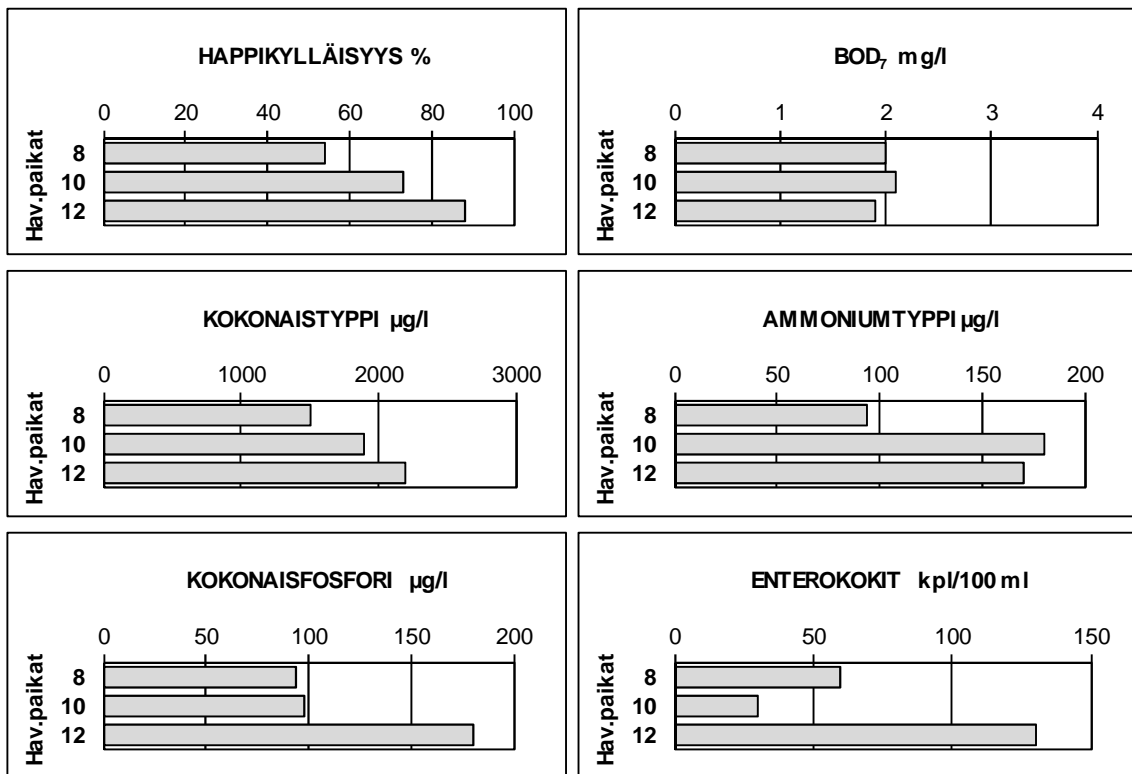 HAPPIKYLLÄISYYS %
0 20 40 60 80 100
Hav.paikat
8
10
12
BOD₇ mg/l
0 1 2 3 4
Hav.paikat
8
10
12
KOKONAISTYPPI µg/l
0 1000 2000 3000
Hav.paikat
8
10
12
AMMONIUMTYPPI µg/l
0 50 100 150 200
Hav.paikat
8
10
12
KOKONAISFOSFORI µg/l
0 50 100 150 200
Hav.paikat
8
10
12
ENTEROKOKIT kpl/100 ml
0 50 100 150
Hav.paikat
8
10
12